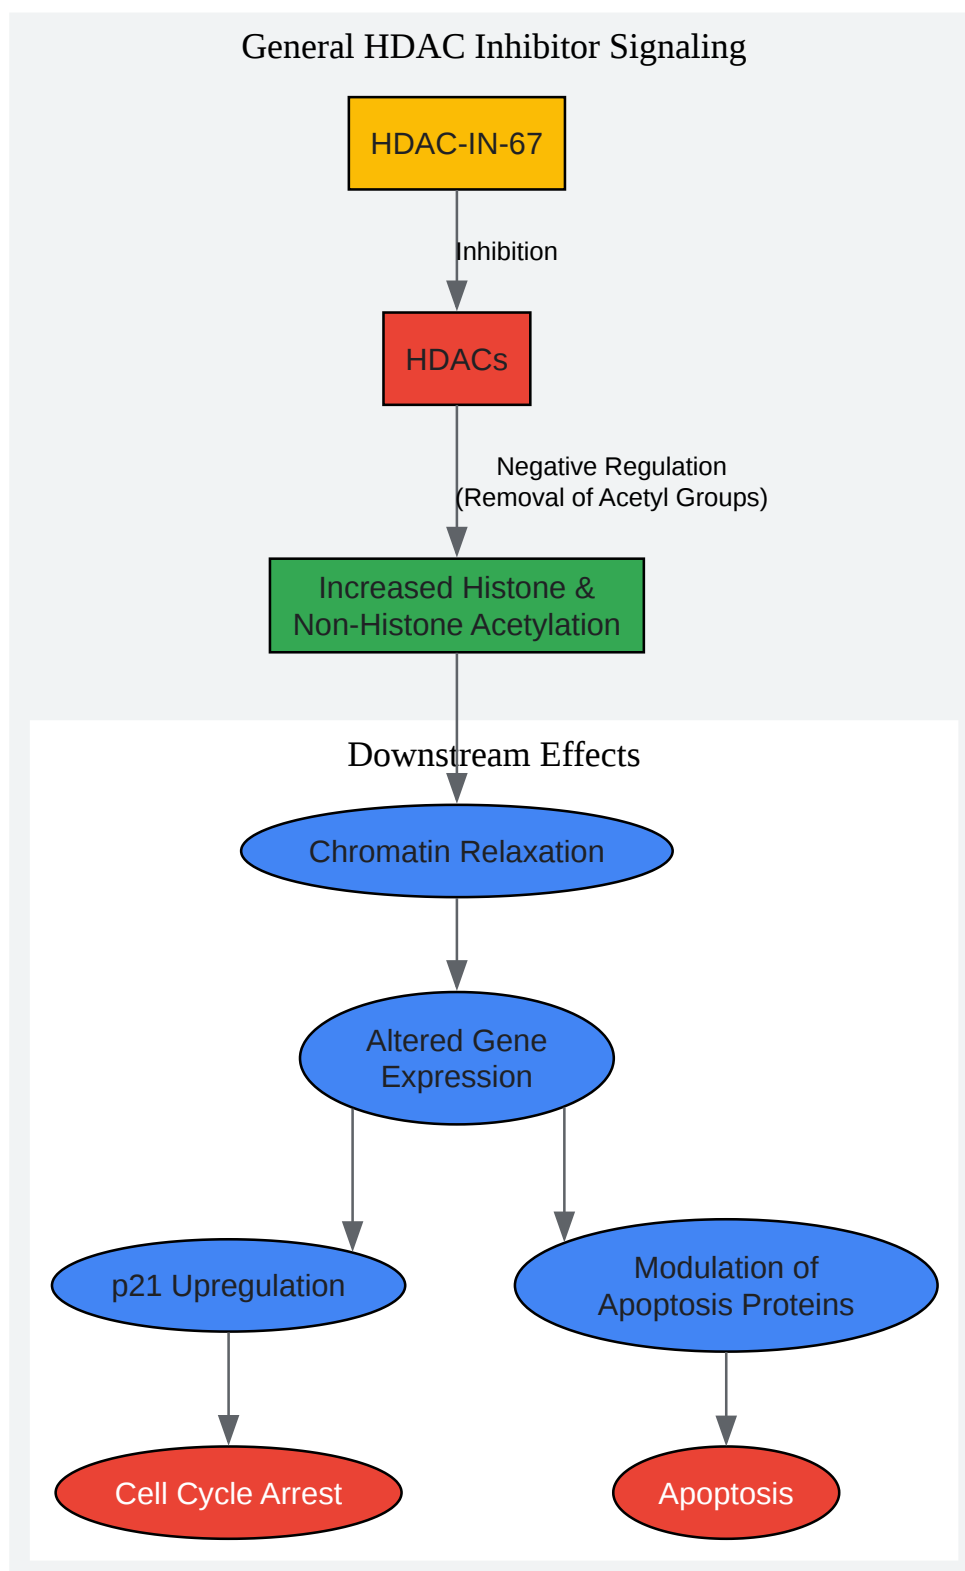 General HDAC Inhibitor Signaling
HDAC-IN-67
Inhibition
HDACs
Negative Regulation
(Removal of Acetyl Groups)
Increased Histone &
Non-Histone Acetylation
Downstream Effects
Chromatin Relaxation
Altered Gene
Expression
p21 Upregulation
Modulation of
Apoptosis Proteins
Cell Cycle Arrest
Apoptosis